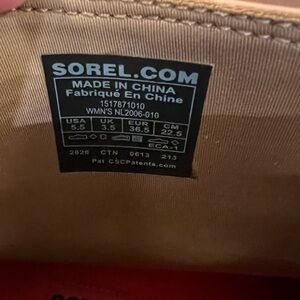 SOREL.COM
MADE IN CHINA
Fabriqué En Chine
1517871010
WMN'S NL2006-010
USA UK EUR CM
5.5 3.5 36.5 22.5
ECA-1
2826 CTN 0613 213
Pat CSCPatents.com